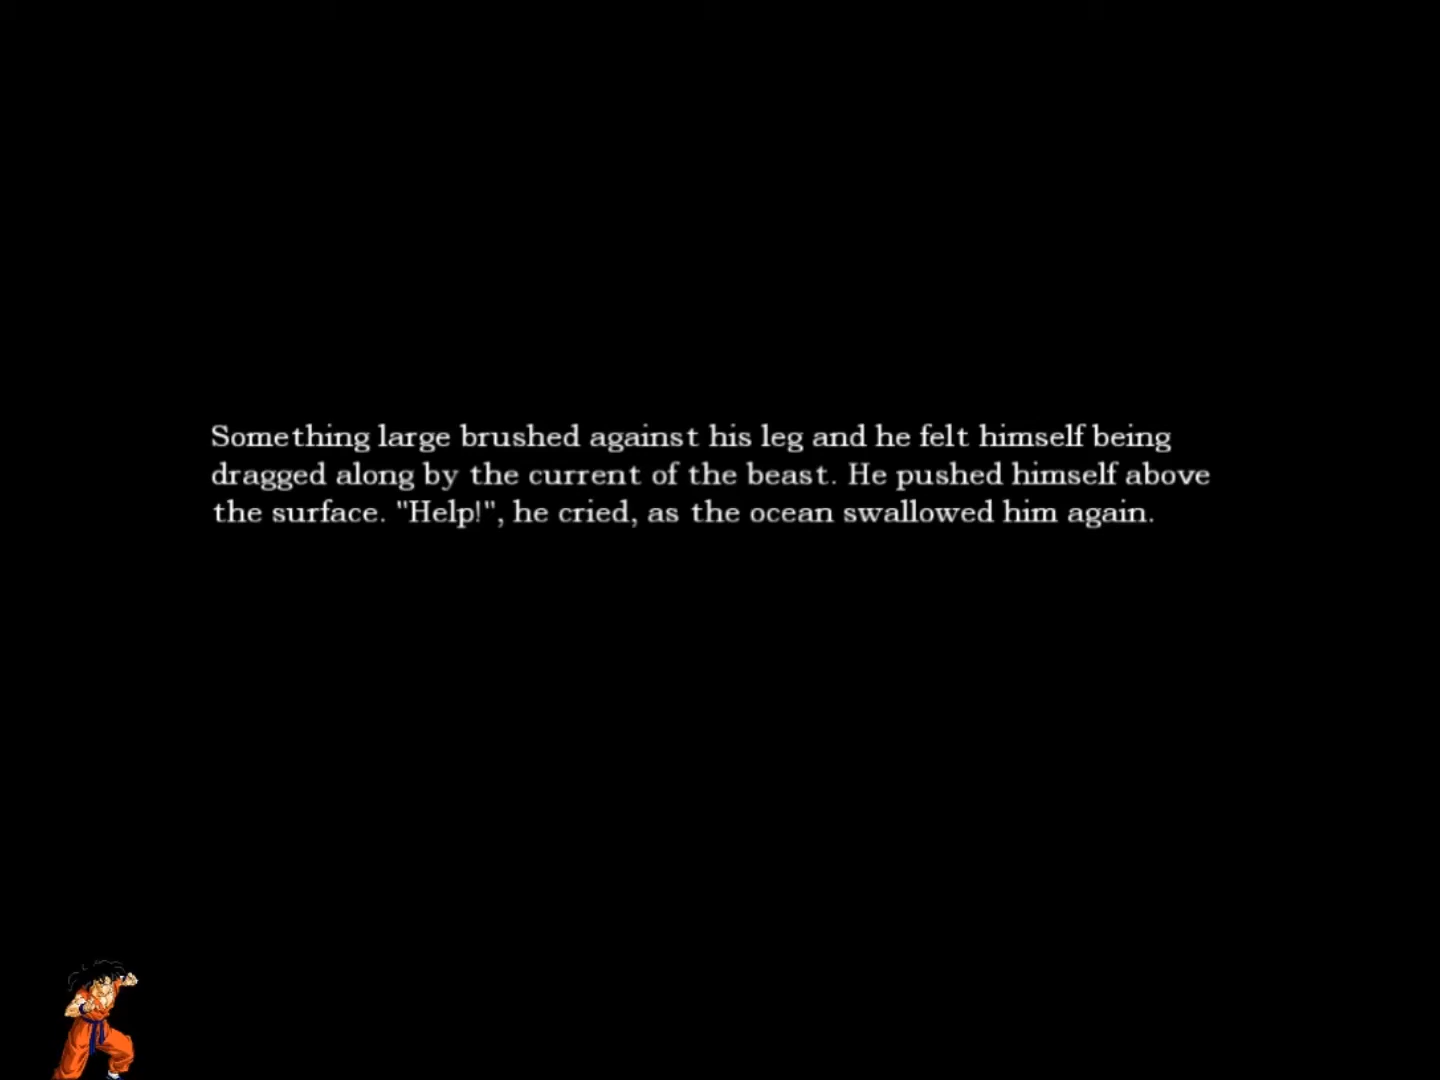 Something large brushed against his leg and he felt himself being
dragged along by the current of the beast. He pushed himself above
the surface. "Help!", he cried, as the ocean swallowed him again.